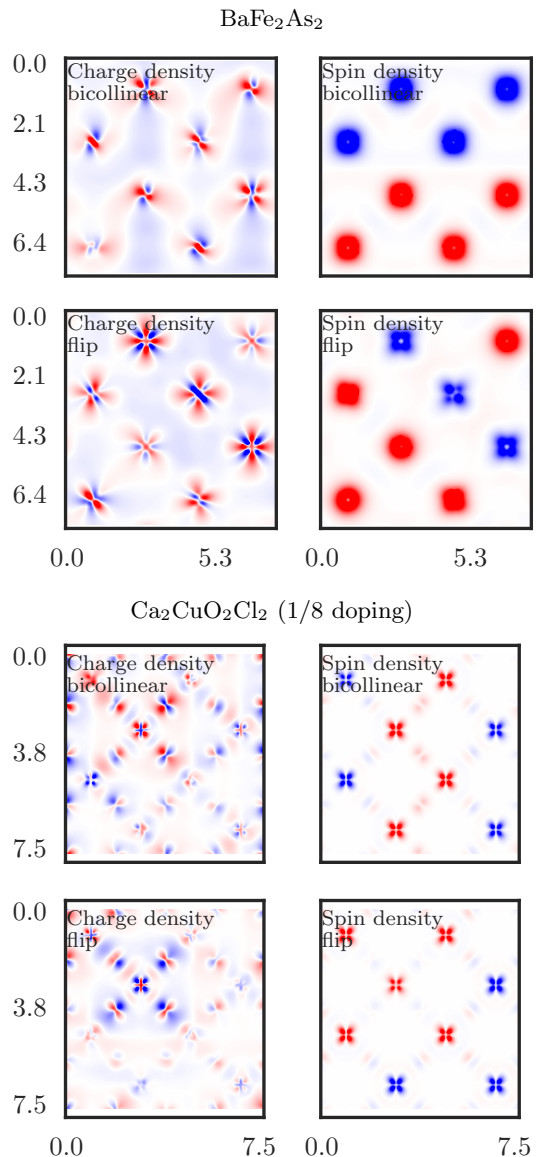 BaFe₂As₂
0.0
Charge density
bicollinear
Spin density
bicollinear
2.1
4.3
6.4
0.0
Charge density
flip
Spin density
flip
2.1
4.3
6.4
0.0 5.3 0.0 5.3
Ca₂CuO₂Cl₂ (1/8 doping)
0.0
Charge density
bicollinear
Spin density
bicollinear
3.8
7.5
0.0
Charge density
flip
Spin density
flip
3.8
7.5
0.0 7.5 0.0 7.5